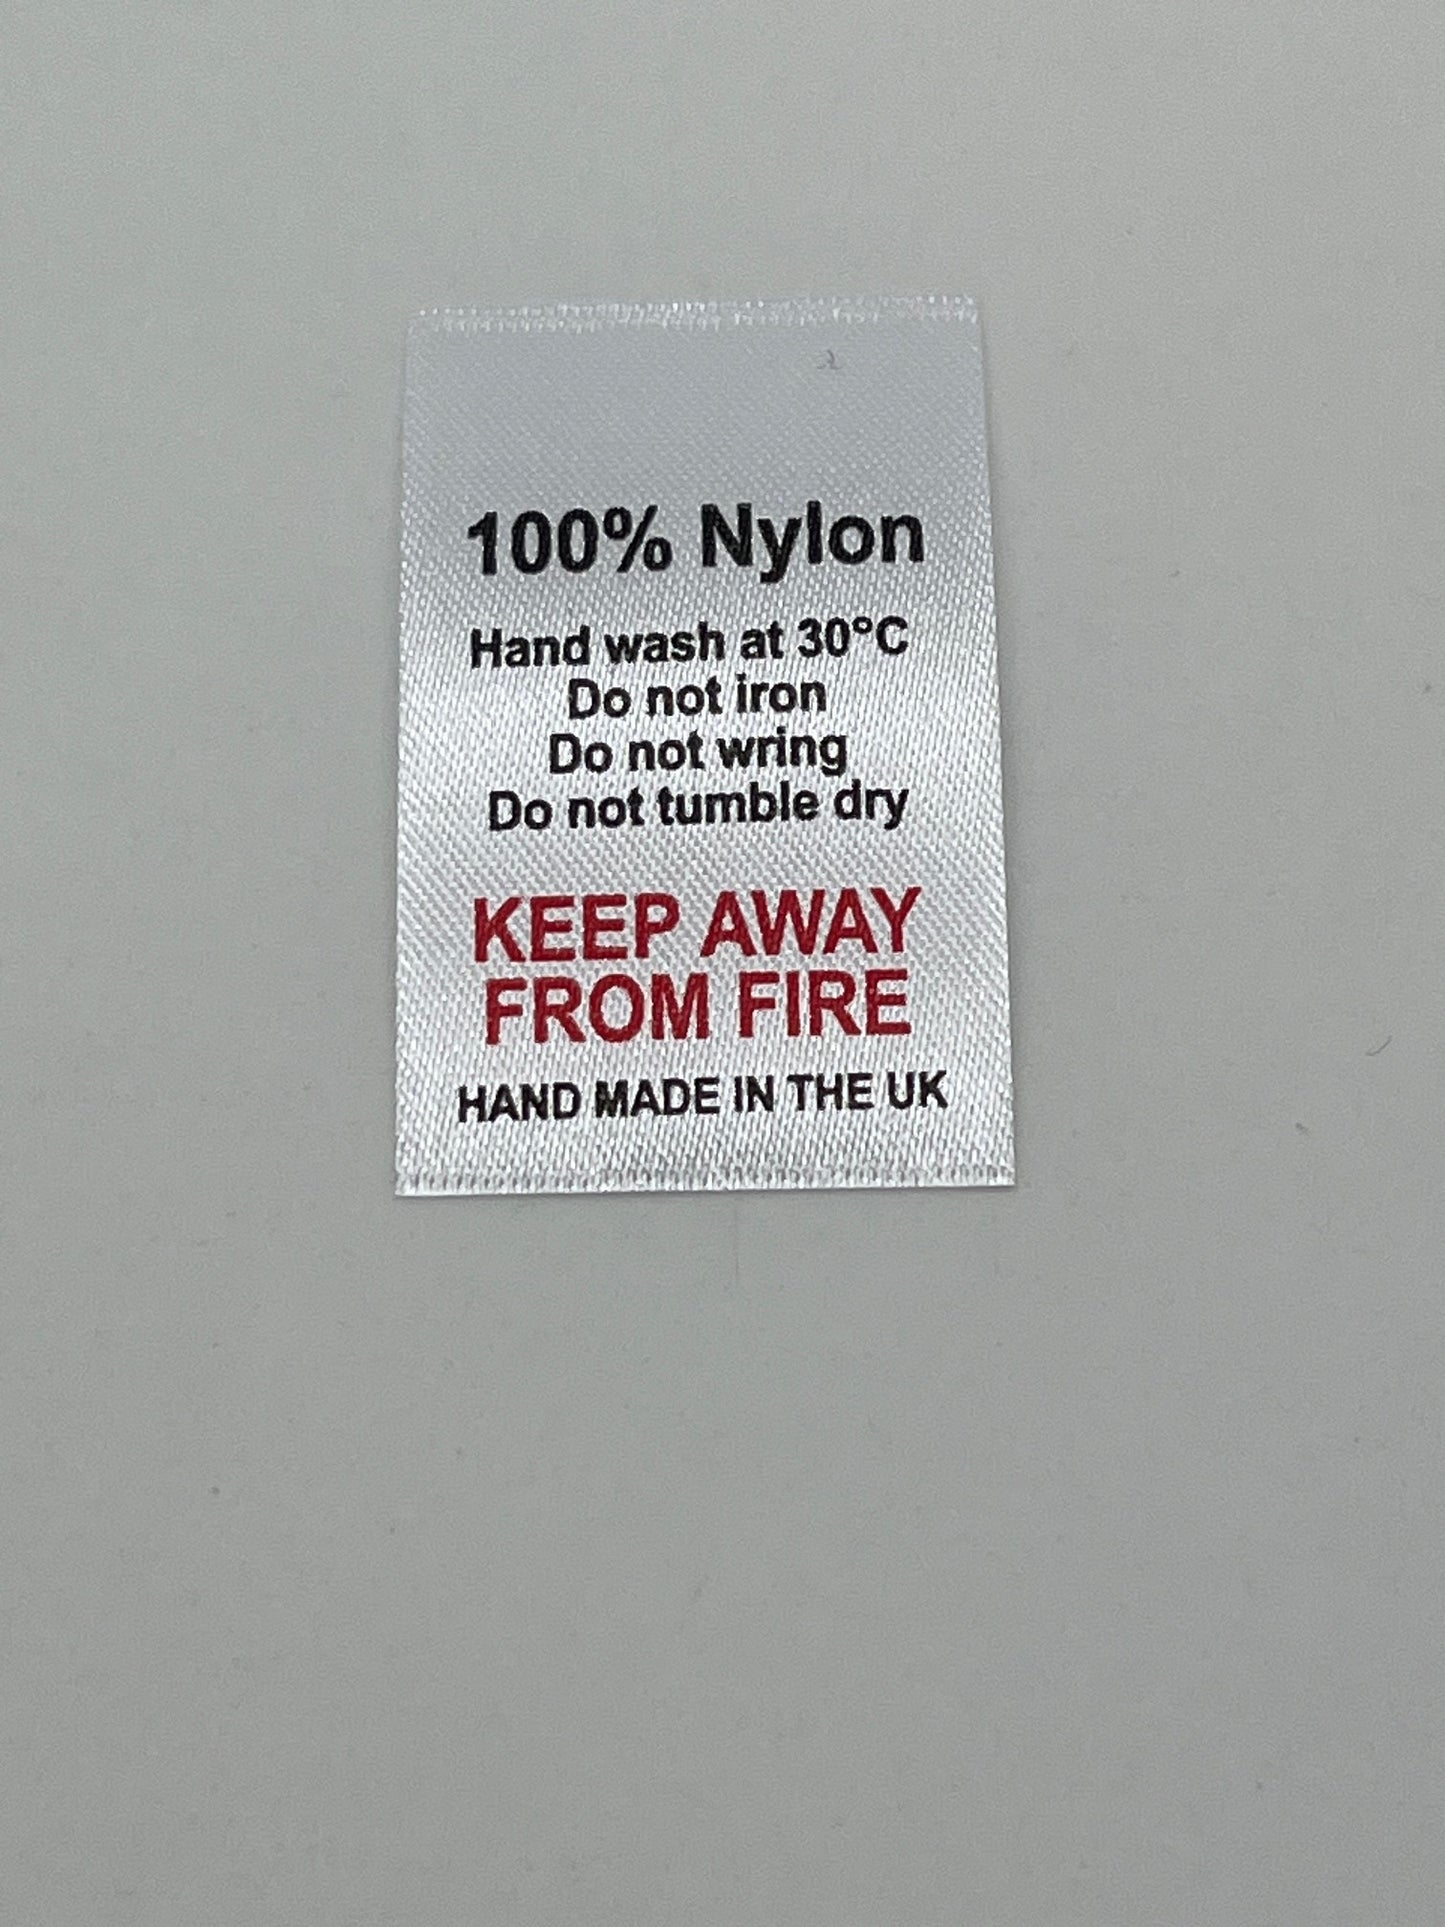 100% Nylon
Hand wash at 30°C
Do not iron
Do not wring
Do not tumble dry
KEEP AWAY
FROM FIRE
HAND MADE IN THE UK